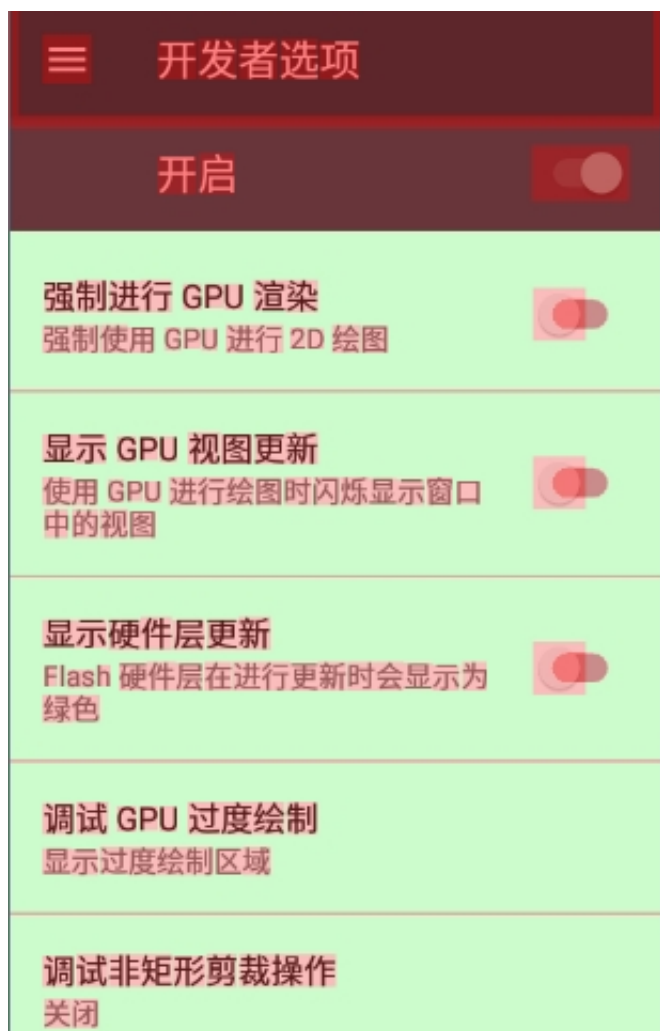 开发者选项
开启
强制进行 GPU 渲染
强制使用 GPU 进行 2D 绘图
显示 GPU 视图更新
使用 GPU 进行绘图时闪烁显示窗口
中的视图
显示硬件层更新
Flash 硬件层在进行更新时会显示为
绿色
调试 GPU 过度绘制
显示过度绘制区域
调试非矩形剪裁操作
关闭